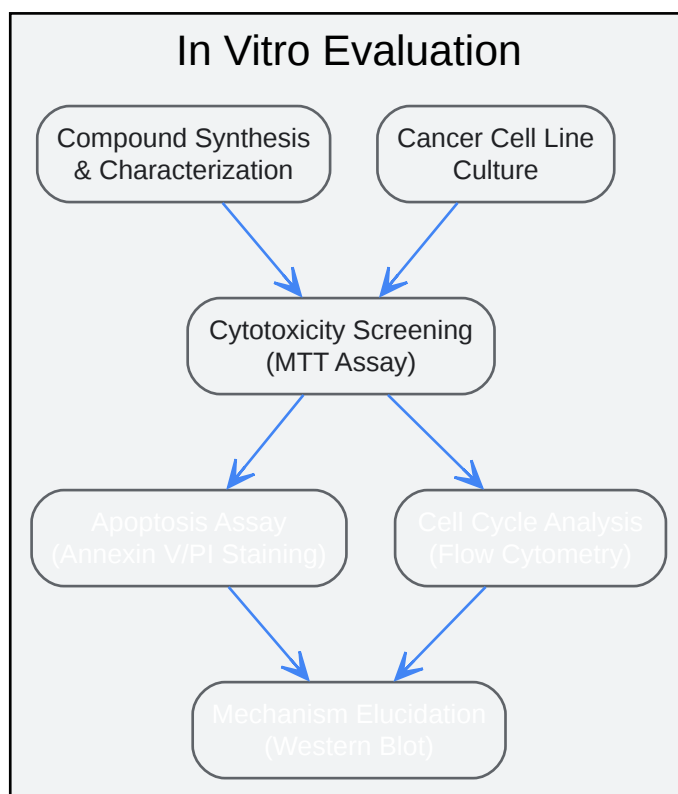 In Vitro Evaluation
Compound Synthesis
& Characterization
Cancer Cell Line
Culture
Cytotoxicity Screening
(MTT Assay)
Apoptosis Assay
(Annexin V/PI Staining)
Cell Cycle Analysis
(Flow Cytometry)
Mechanism Elucidation
(Western Blot)